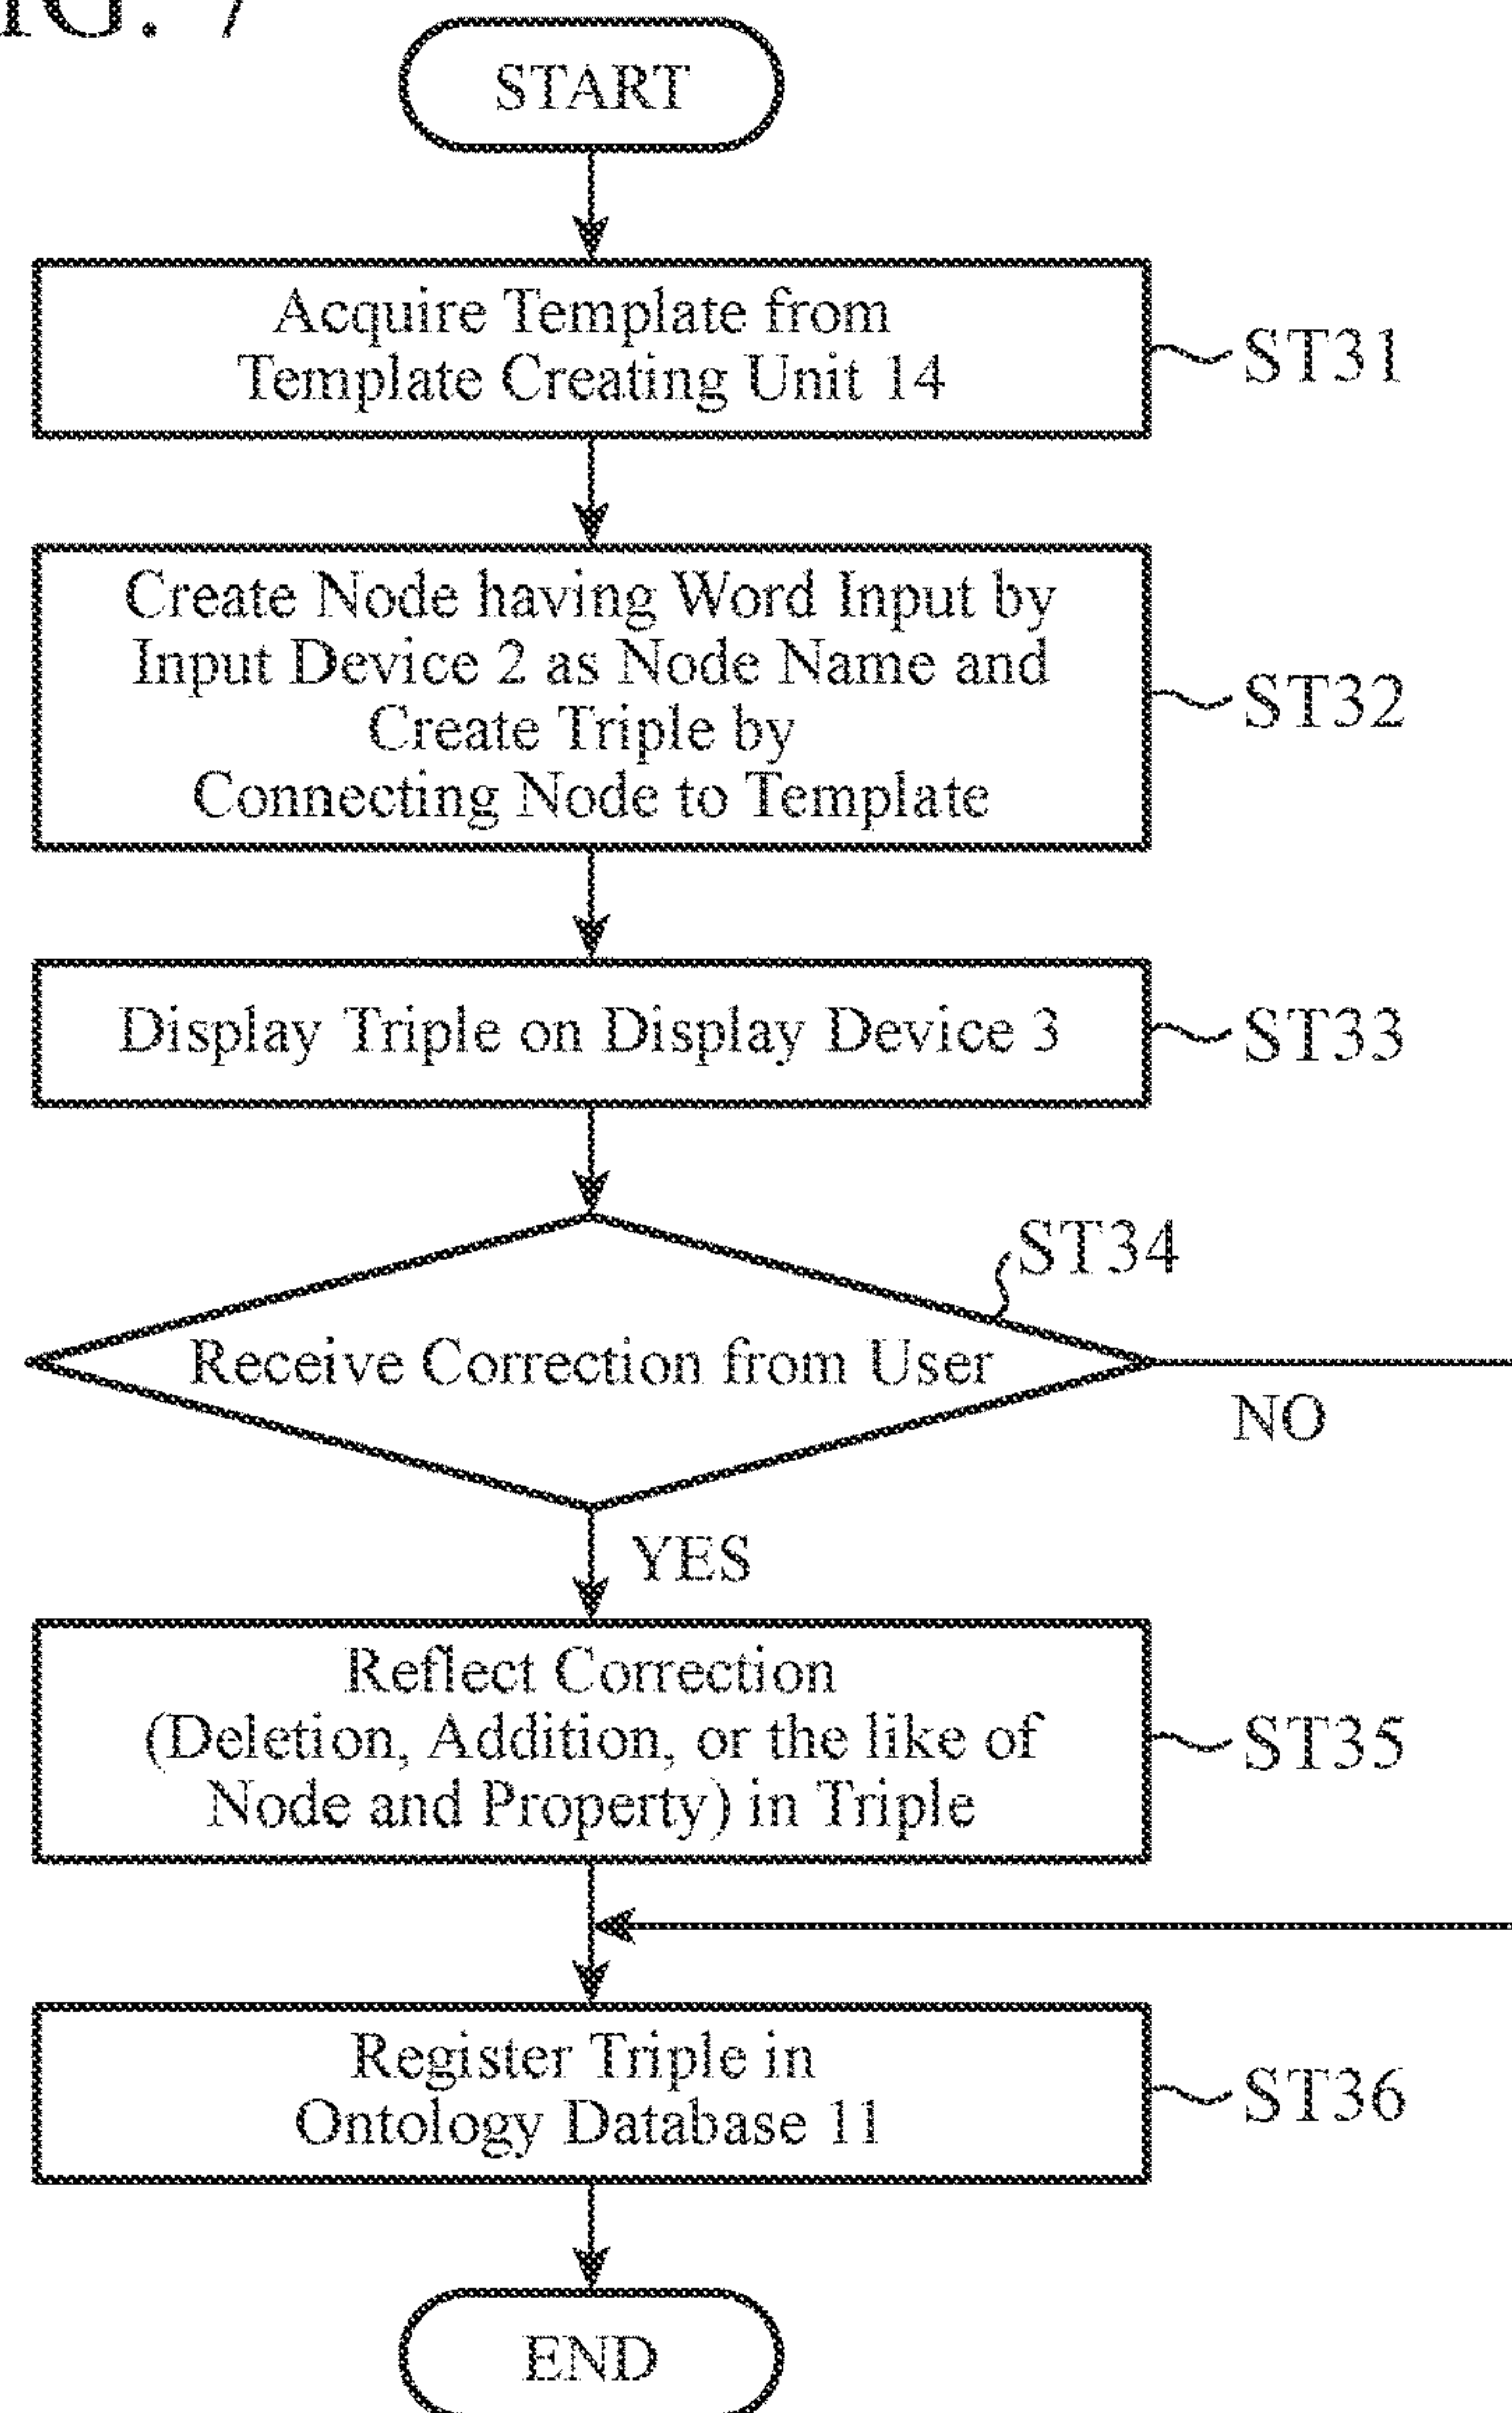 IG. 7
START
Acquire Template from
Template Creating Unit 14
ST31
Create Node having Word Input by
Input Device 2 as Node Name and
Create Triple by
Connecting Node to Template
ST32
Display Triple on Display Device 3
ST33
ST34
Receive Correction from User
NO
YES
Reflect Correction
(Deletion, Addition, or the like of
Node and Property) in Triple
ST35
Register Triple in
Ontology Database 11
ST36
END